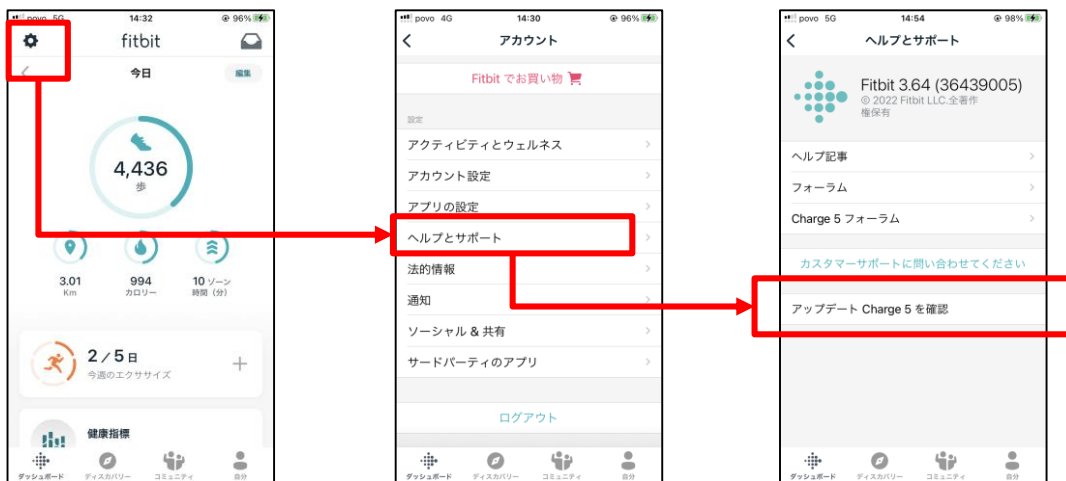 povo 5G 14:32 96%
fitbit
今日
編集
4,436
歩
3.01
Km
994
カロリー
10 ゾーン
時間（分）
2 / 5 日
今週のエクササイズ
健康指標
ダッシュボード ディスカバリー コミュニティ 自分
povo 4G 14:30 96%
アカウント
Fitbit でお買い物
設定
アクティビティとウェルネス
アカウント設定
アプリの設定
ヘルプとサポート
法的情報
通知
ソーシャル & 共有
サードパーティのアプリ
ログアウト
ダッシュボード ディスカバリー コミュニティ 自分
povo 5G 14:54 98%
ヘルプとサポート
Fitbit 3.64 (36439005)
© 2022 Fitbit LLC.全著作
権保有
ヘルプ記事
フォーラム
Charge 5 フォーラム
カスタマーサポートに問い合わせてください
アップデート Charge 5 を確認
ダッシュボード ディスカバリー コミュニティ 自分